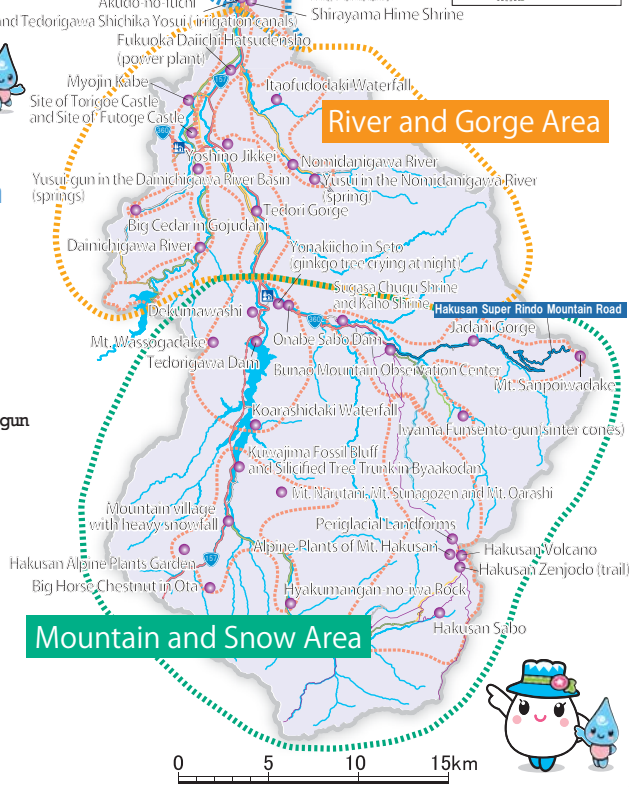 Akudo-no-fuchi
Shirayama Hime Shrine
nd Tedorigawa Shichika Yosui (irrigation canals)
Fukuoka Daiichi Hatsudensho
(power plant)
157
Myojin Kabe
Itaofudodaki Waterfall
Site of Torigoe Castle
and Site of Futoge Castle
River and Gorge Area
360
Yoshino Jikkei
Nomidanigawa River
Yusui-gun in the Dainichigawa River Basin
(springs)
Yusui in the Nomidanigawa River
(spring)
Tedori Gorge
Big Cedar in Gojudani
Dainichigawa River
Yonakiicho in Seto
(ginkgo tree crying at night)
Sugasa Chugu Shrine
and Kaho Shrine
Hakusan Super Rindo Mountain Road
Dekumawashi
360
Jadani Gorge
Mt. Wassogadake
Onabe Sabo Dam
Tedorigawa Dam
Bunao Mountain Observation Center
Mt. Sanpoiwadake
gun
Koarashidaki Waterfall
Iwama Funsento-gun(sinter cones)
Kuwajima Fossil Bluff
and Silicified Tree Trunk in Byaakodan
Mt. Narutani, Mt. Sunagozen and Mt. Oarashi
Mountain village
with heavy snowfall
Periglacial Landforms
Alpine Plants of Mt. Hakusan
Hakusan Volcano
157
Hakusan Alpine Plants Garden
Hakusan Zenjodo (trail)
Big Horse Chestnut in Ota
Hyakumangan-no-iwa Rock
Hakusan Sabo
Mountain and Snow Area
0 5 10 15km